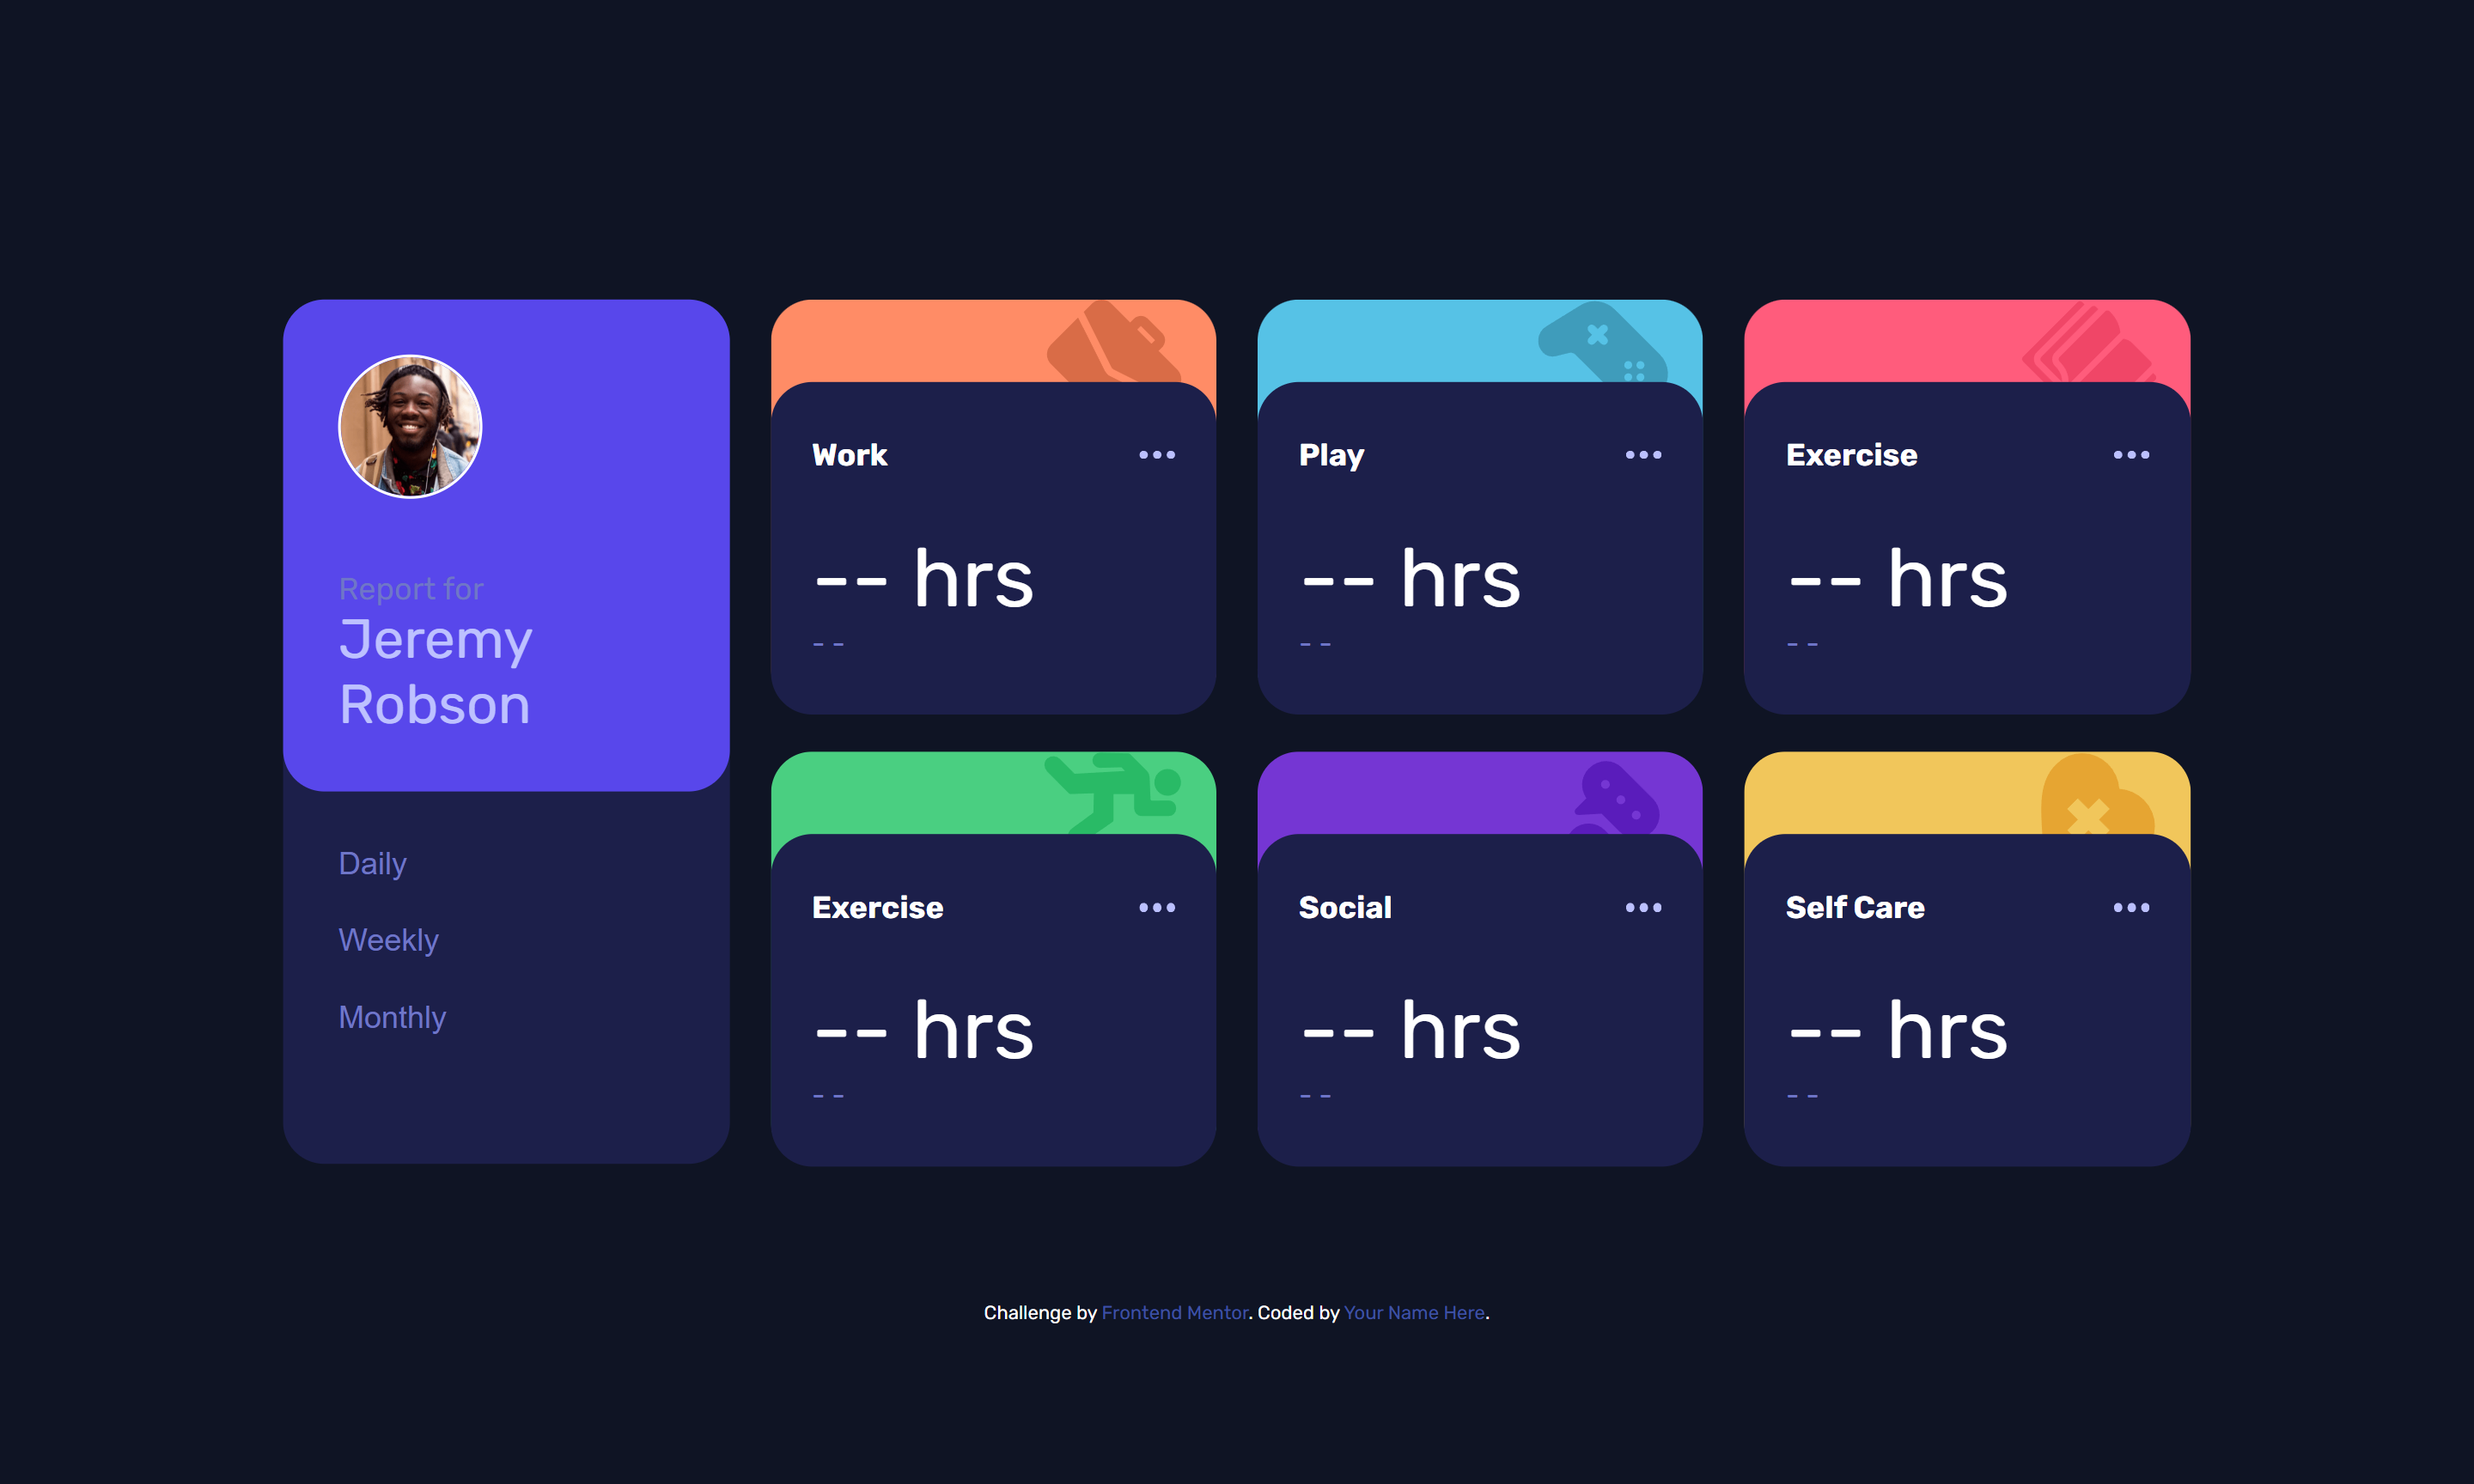 Report for
Jeremy
Robson
Daily
Weekly
Monthly
Work
-- hrs
--
Play
-- hrs
--
Exercise
-- hrs
--
Exercise
-- hrs
--
Social
-- hrs
--
Self Care
-- hrs
--
Challenge by Frontend Mentor. Coded by Your Name Here.